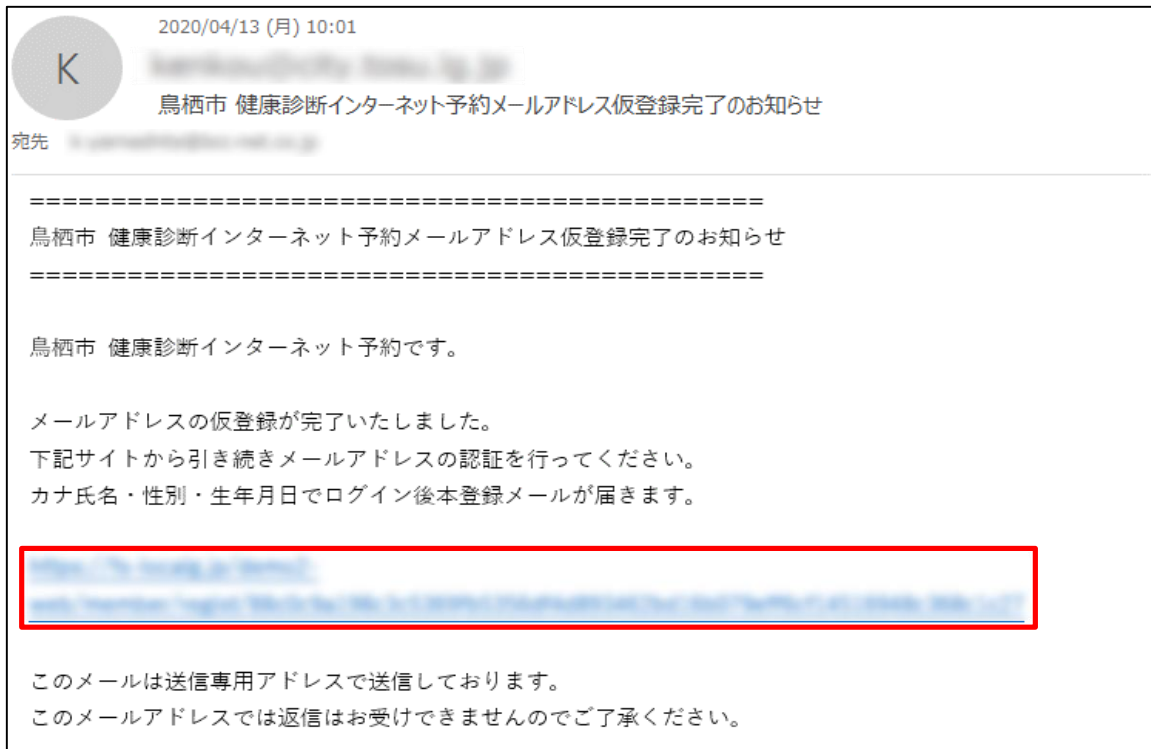 2020/04/13 (月) 10:01
K
鳥栖市 健康診断インターネット予約メールアドレス仮登録完了のお知らせ
宛先
=============================================
鳥栖市 健康診断インターネット予約メールアドレス仮登録完了のお知らせ
=============================================
鳥栖市 健康診断インターネット予約です。
メールアドレスの仮登録が完了いたしました。
下記サイトから引き続きメールアドレスの認証を行ってください。
カナ氏名・性別・生年月日でログイン後本登録メールが届きます。
このメールは送信専用アドレスで送信しております。
このメールアドレスでは返信はお受けできませんのでご了承ください。